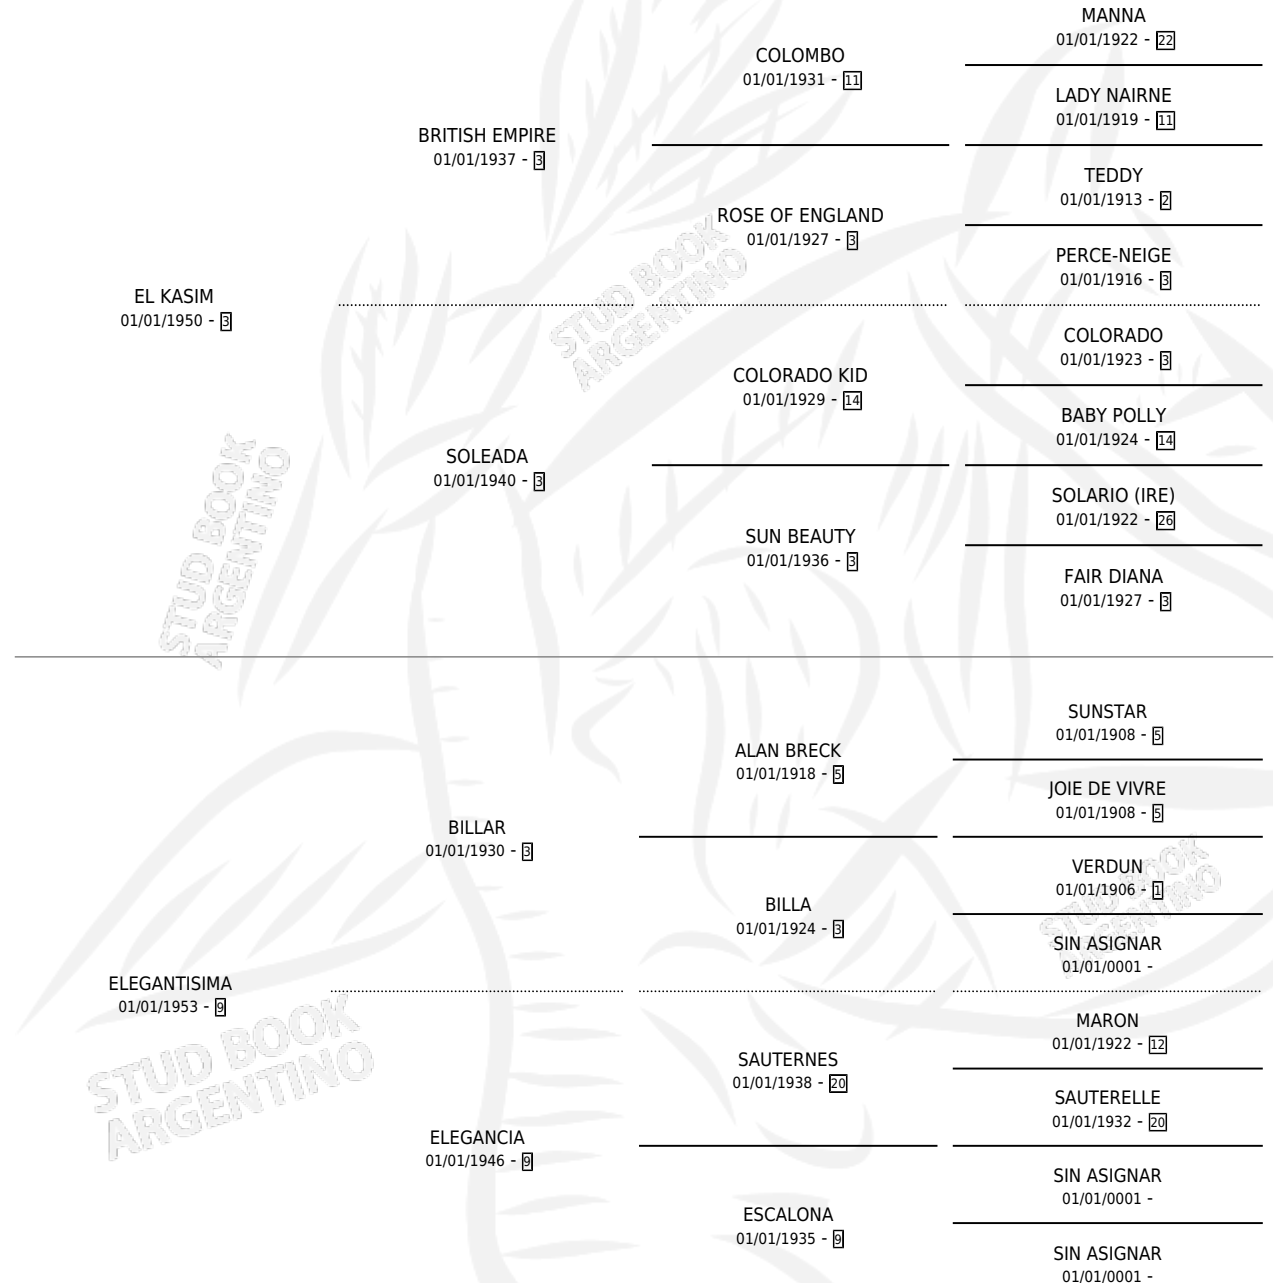 MANNA
01/01/1922 - 22
COLOMBO
01/01/1931 - 11
LADY NAIRNE
01/01/1919 - 11
BRITISH EMPIRE
01/01/1937 - 3
TEDDY
01/01/1913 - 2
ROSE OF ENGLAND
01/01/1927 - 3
PERCE-NEIGE
01/01/1916 - 3
EL KASIM
01/01/1950 - 3
COLORADO
01/01/1923 - 3
COLORADO KID
01/01/1929 - 14
BABY POLLY
01/01/1924 - 14
SOLEADA
01/01/1940 - 3
SOLARIO (IRE)
01/01/1922 - 26
SUN BEAUTY
01/01/1936 - 3
FAIR DIANA
01/01/1927 - 3
STUD BOOK
ARGENTINO
STUD BOOK
ARGENTINO
SUNSTAR
01/01/1908 - 5
ALAN BRECK
01/01/1918 - 5
JOIE DE VIVRE
01/01/1908 - 5
BILLAR
01/01/1930 - 3
VERDUN
01/01/1906 - 1
BILLA
01/01/1924 - 3
SIN ASIGNAR
01/01/0001 -
ELEGANTISIMA
01/01/1953 - 9
MARON
01/01/1922 - 12
SAUTERNES
01/01/1938 - 20
SAUTERELLE
01/01/1932 - 20
ELEGANCIA
01/01/1946 - 9
SIN ASIGNAR
01/01/0001 -
ESCALONA
01/01/1935 - 9
SIN ASIGNAR
01/01/0001 -
STUD BOOK
ARGENTINO
STUD BOOK
ARGENTINO